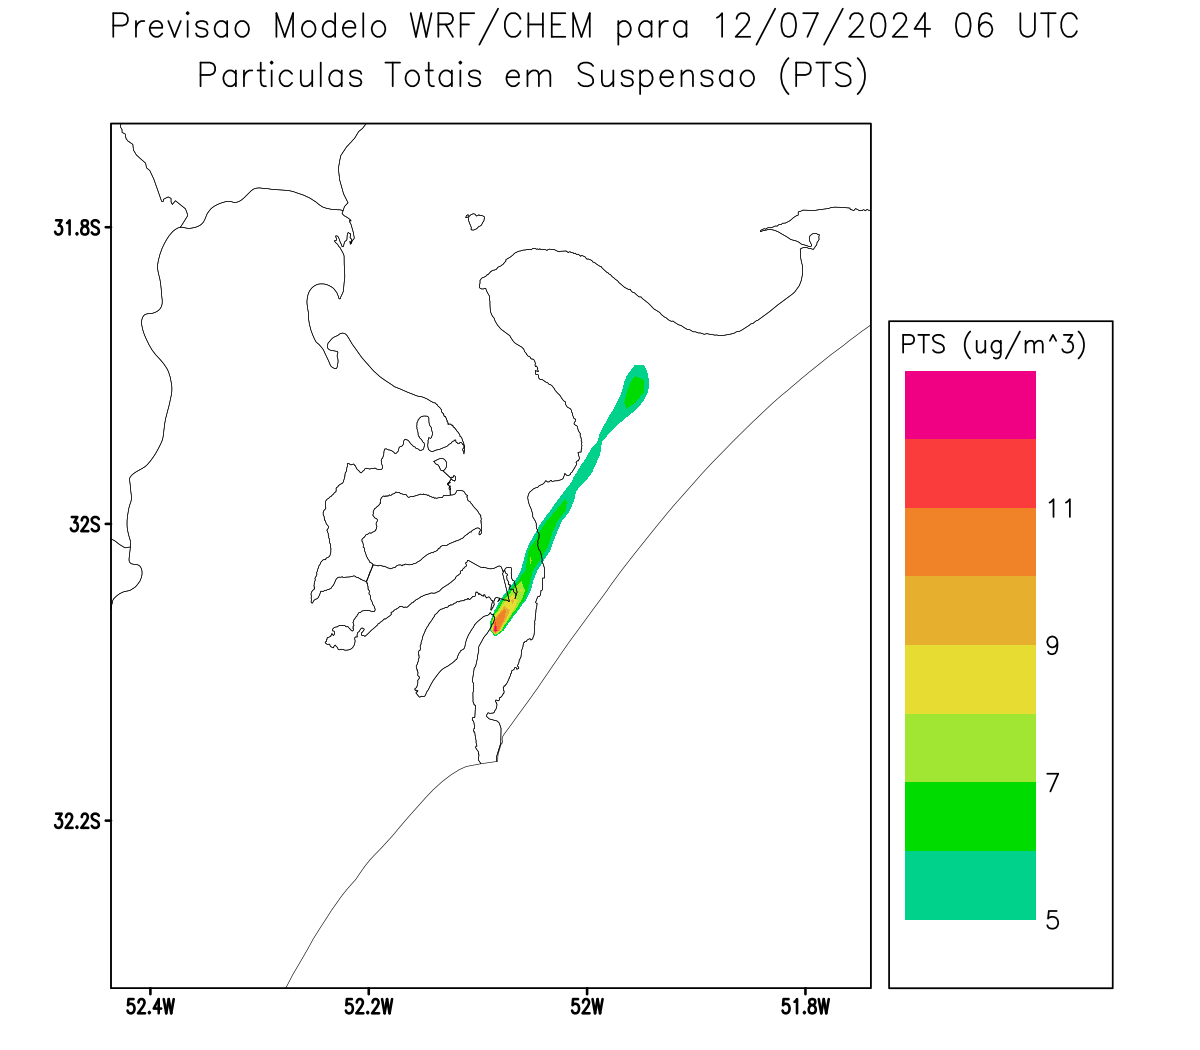 Previsao Modelo WRF/CHEM para 12/07/2024 06 UTC
Particulas Totais em Suspensao (PTS)
31.8S
32S
32.2S
52.4W
52.2W
52W
51.8W
PTS (ug/m^3)
11
9
7
5